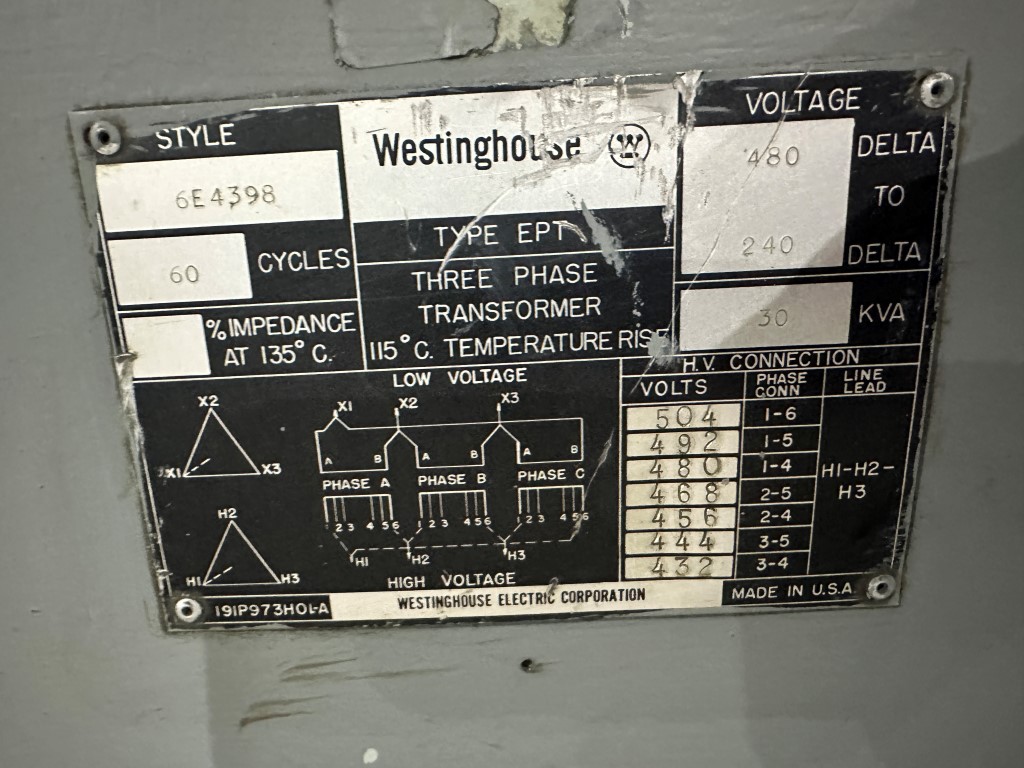 STYLE
6E4398
60 CYCLES
% IMPEDANCE
AT 135° C.
Westinghouse W
TYPE EPT
THREE PHASE
TRANSFORMER
115° C. TEMPERATURE RISE
VOLTAGE
480 DELTA
TO
240 DELTA
30 KVA
LOW VOLTAGE
X2
X1 X3
H2
H1 H3
X1 X2 X3
A B A B A B
PHASE A PHASE B PHASE C
1 2 3 4 5 6 1 2 3 4 5 6 1 2 3 4 5 6
H1 H2 H3
HIGH VOLTAGE
H.V. CONNECTION
VOLTS PHASE CONN LINE LEAD
504 1-6
492 1-5
480 1-4
468 2-5
456 2-4
444 3-5
432 3-4
H1-H2-
H3
191P973H01-A
WESTINGHOUSE ELECTRIC CORPORATION
MADE IN U.S.A.